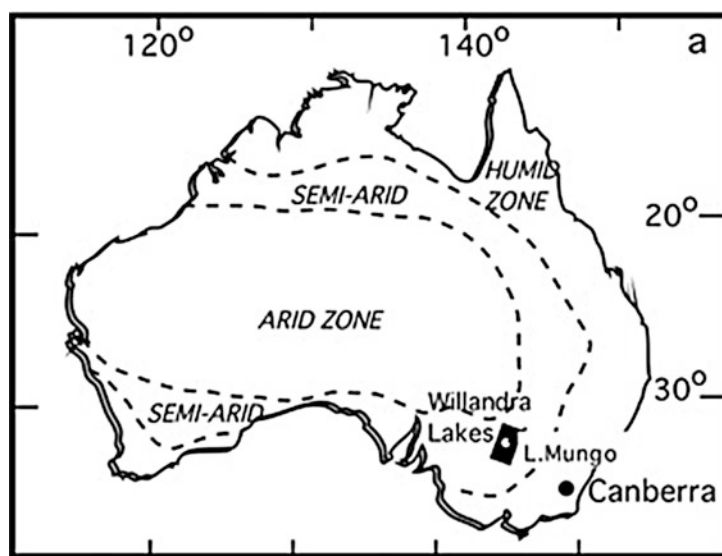 120° 140° a
HUMID
SEMI-ARID ZONE
20°
ARID ZONE
30°
Willandra
SEMI-ARID Lakes
L.Mungo
Canberra